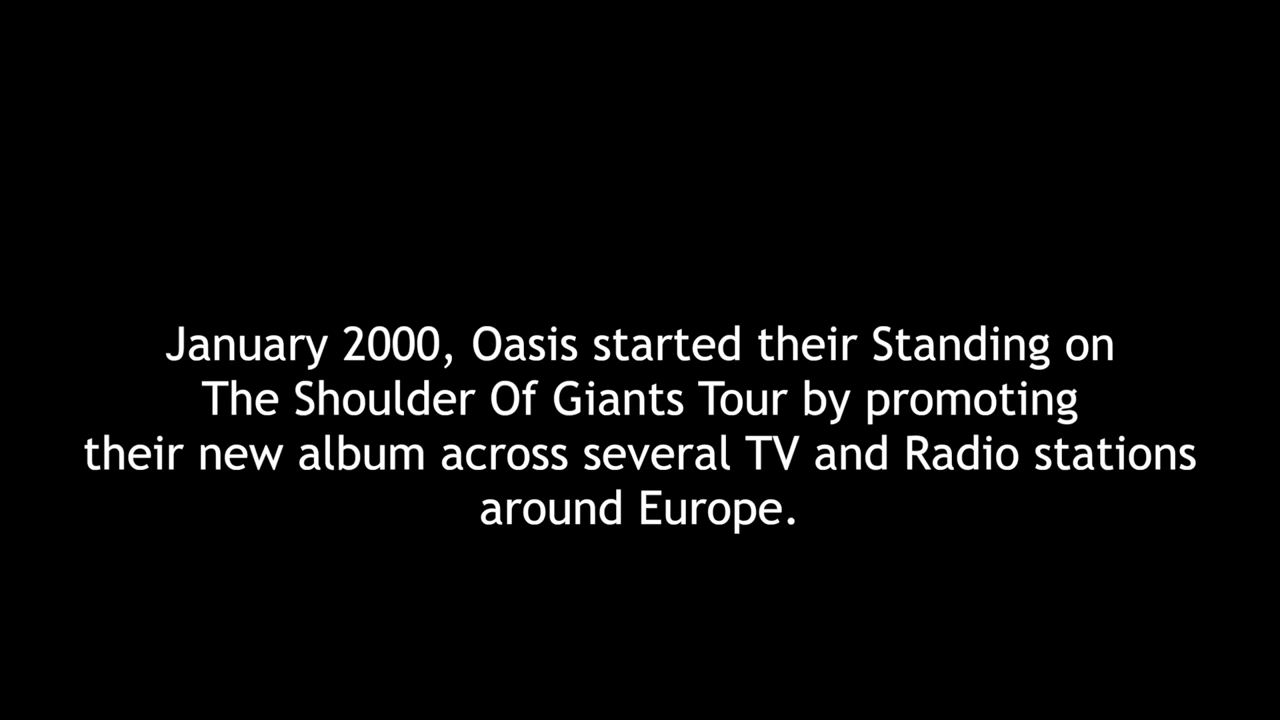 January 2000, Oasis started their Standing on
The Shoulder Of Giants Tour by promoting
their new album across several TV and Radio stations
around Europe.